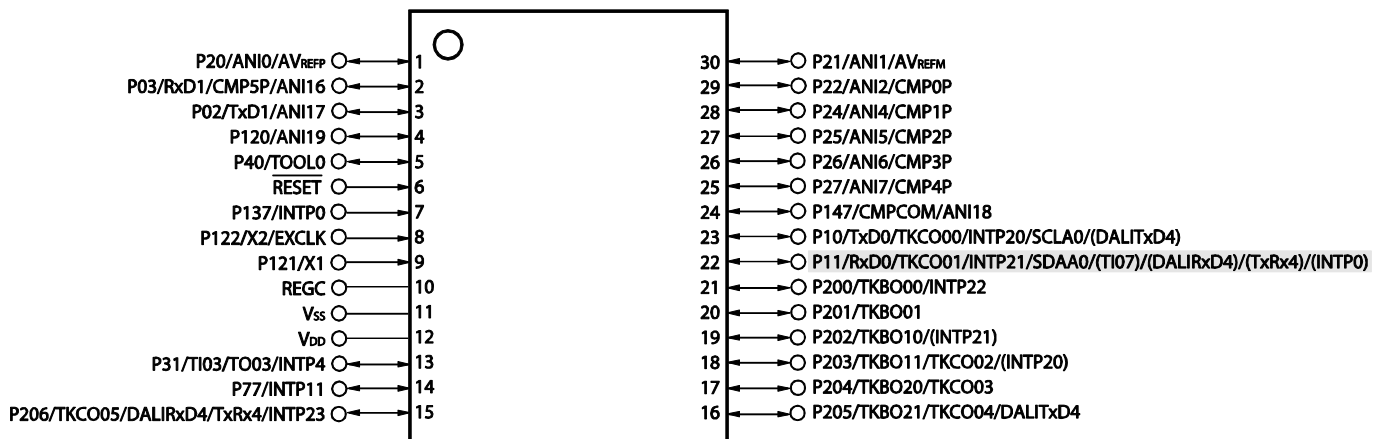 P20/ANI0/AVREFP 1 30 P21/ANI1/AVREFM
P03/RxD1/CMP5P/ANI16 2 29 P22/ANI2/CMP0P
P02/TxD1/ANI17 3 28 P24/ANI4/CMP1P
P120/ANI19 4 27 P25/ANI5/CMP2P
P40/TOOL0 5 26 P26/ANI6/CMP3P
RESET 6 25 P27/ANI7/CMP4P
P137/INTP0 7 24 P147/CMPCOM/ANI18
P122/X2/EXCLK 8 23 P10/TxD0/TKCO00/INTP20/SCLA0/(DALITxD4)
P121/X1 9 22 P11/RxD0/TKCO01/INTP21/SDAA0/(TI07)/(DALIRxD4)/(TxRx4)/(INTP0)
REGC 10 21 P200/TKBO00/INTP22
VSS 11 20 P201/TKBO01
VDD 12 19 P202/TKBO10/(INTP21)
P31/TI03/TO03/INTP4 13 18 P203/TKBO11/TKCO02/(INTP20)
P77/INTP11 14 17 P204/TKBO20/TKCO03
P206/TKCO05/DALIRxD4/TxRx4/INTP23 15 16 P205/TKBO21/TKCO04/DALITxD4